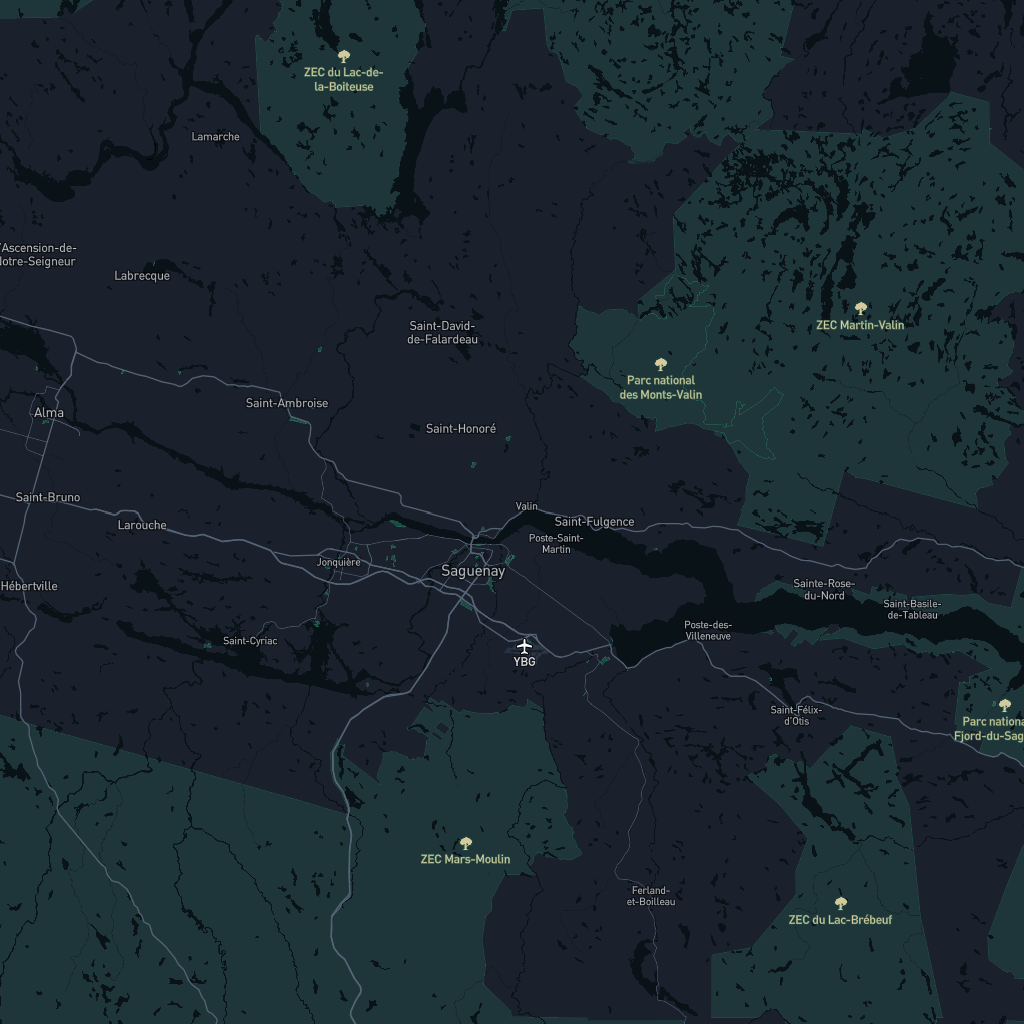 ZEC du Lac-de-
la-Boiteuse
Lamarche
Ascension-de-
Notre-Seigneur
Labrecque
ZEC Martin-Valin
Saint-David-
de-Falardeau
Parc national
des Monts-Valin
Saint-Ambroise
Alma
Saint-Honoré
Saint-Bruno
Valin
Larouche
Saint-Fulgence
Poste-Saint-
Martin
Jonquière
Saguenay
Hébertville
Sainte-Rose-
du-Nord
Saint-Basile-
de-Tableau
Poste-des-
Villeneuve
Saint-Cyriac
YBG
Saint-Félix-
d'Otis
Parc nationa
Fjord-du-Sag
ZEC Mars-Moulin
Ferland-
et-Boilleau
ZEC du Lac-Brébeuf